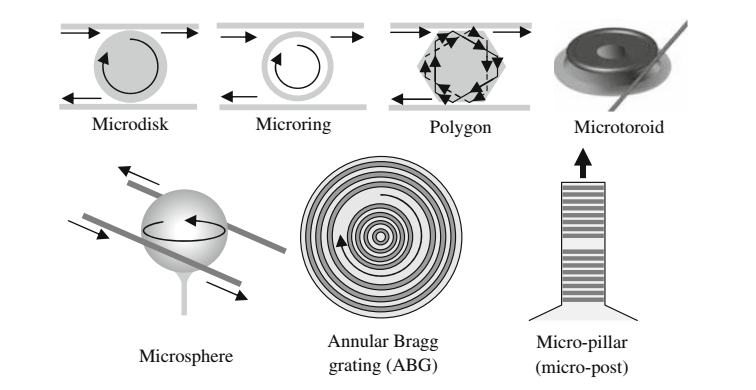 Microdisk
Microring
Polygon
Microtoroid
Microsphere
Annular Bragg
grating (ABG)
Micro-pillar
(micro-post)